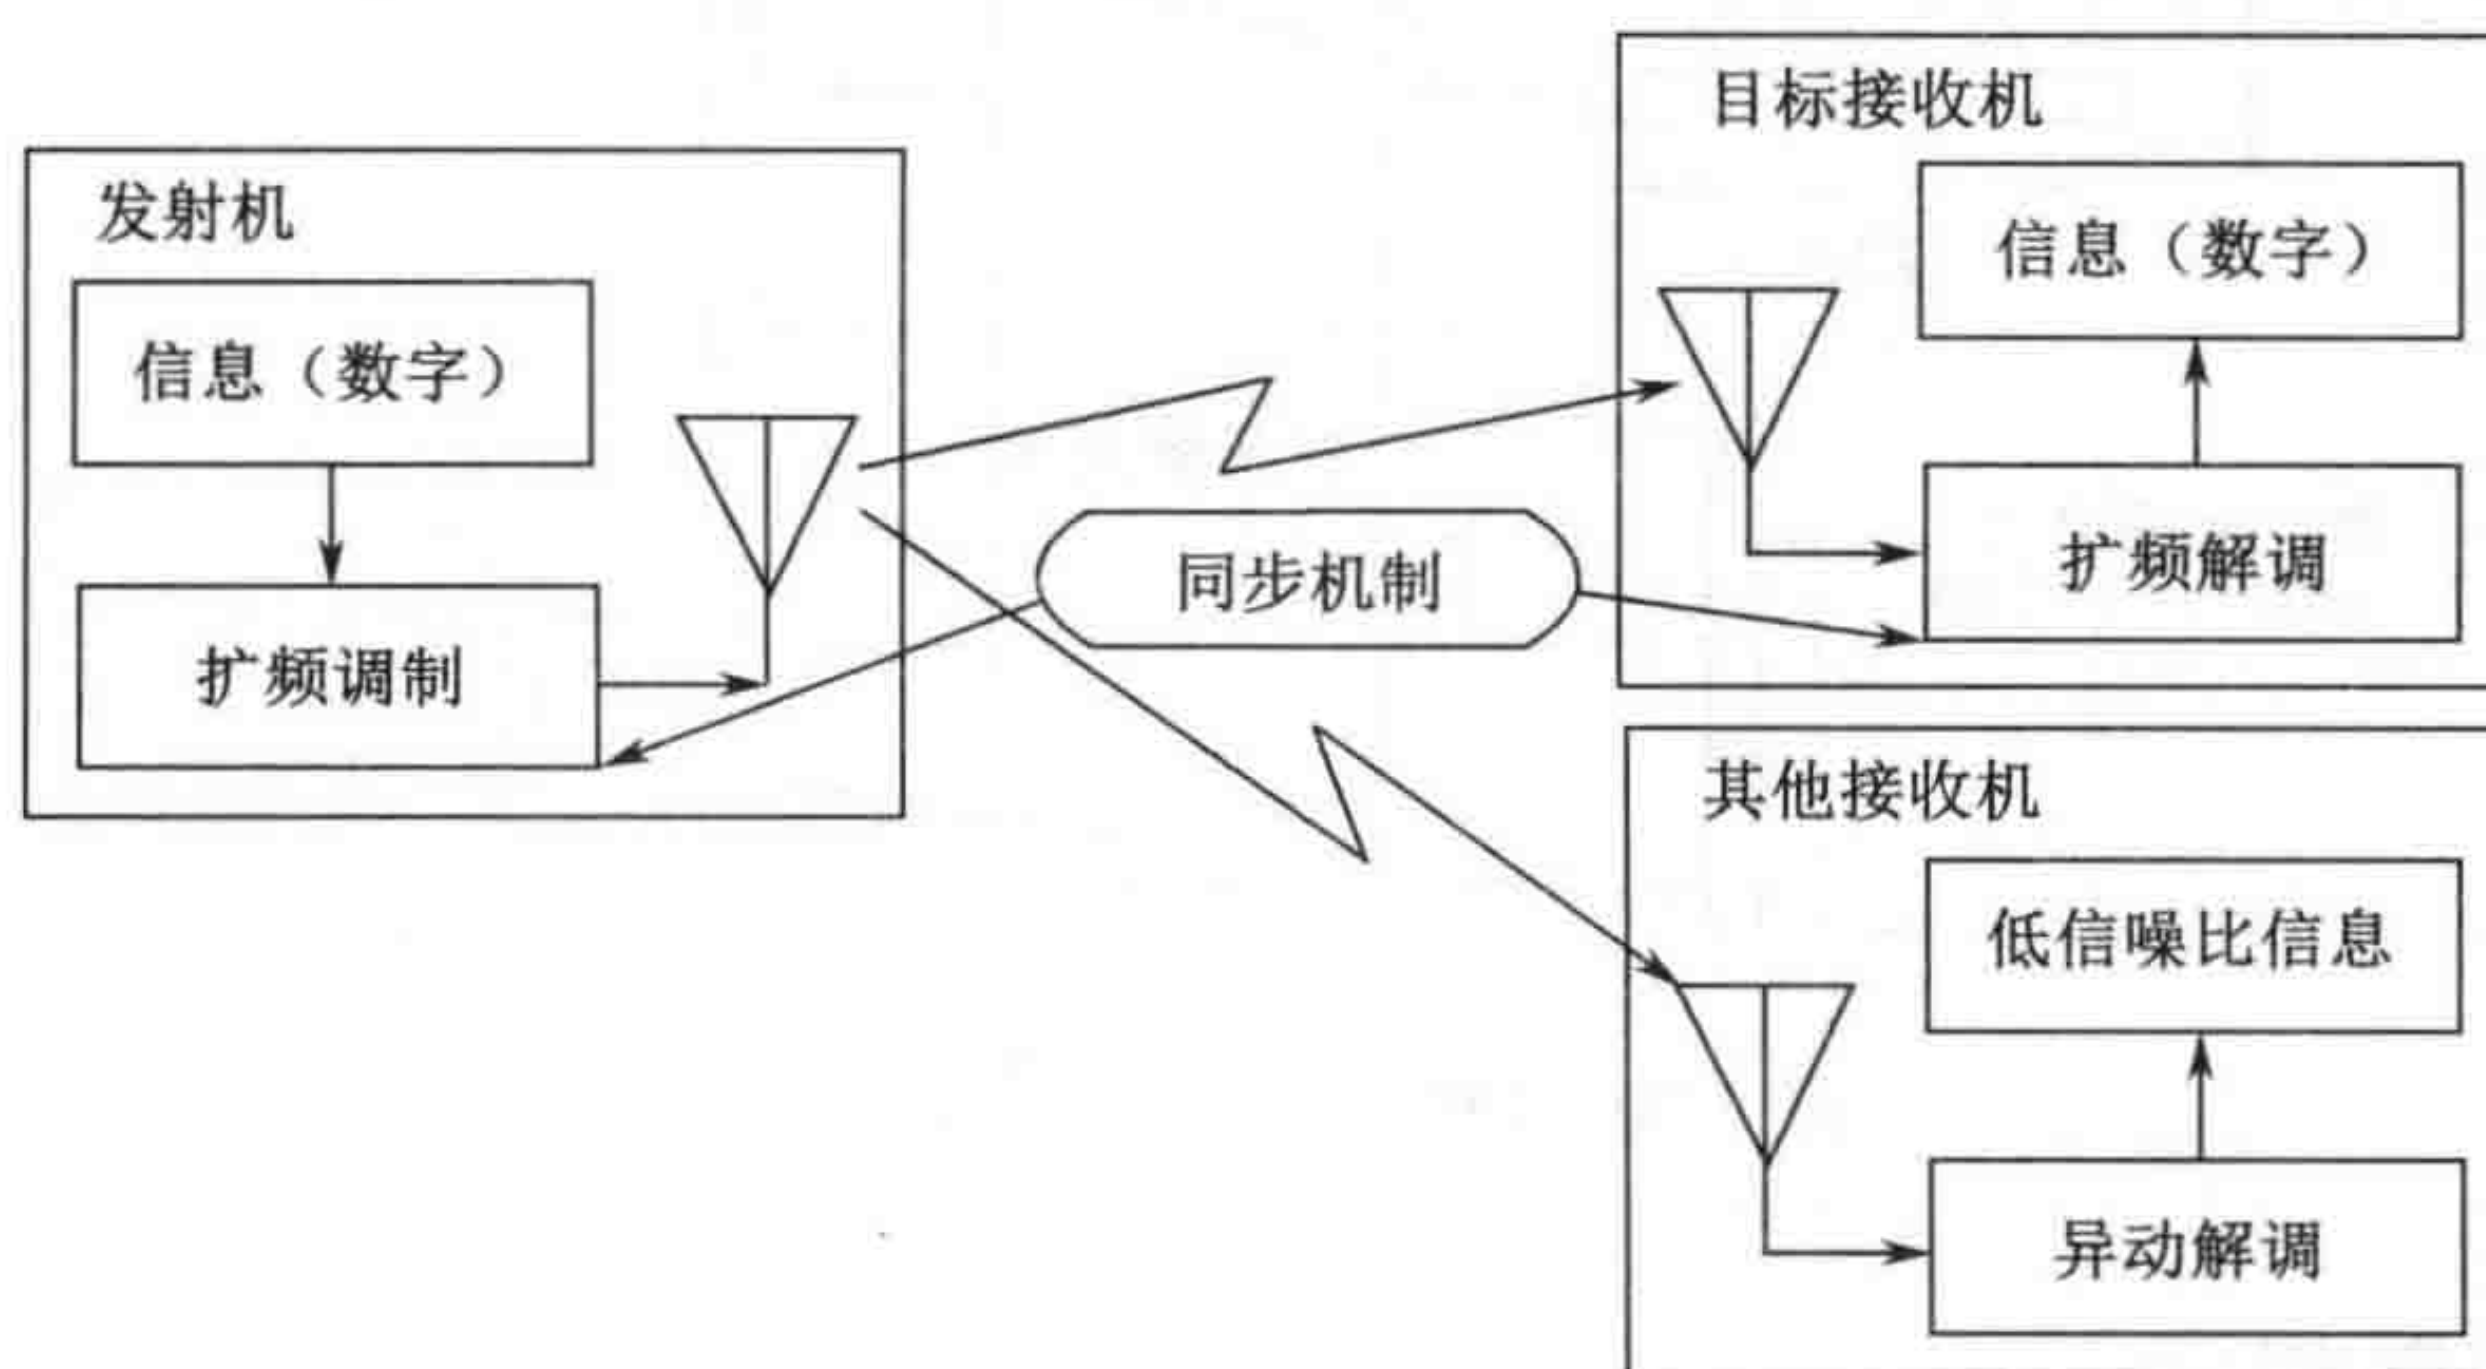 发射机
信息（数字）
扩频调制
同步机制
目标接收机
信息（数字）
扩频解调
其他接收机
低信噪比信息
异动解调